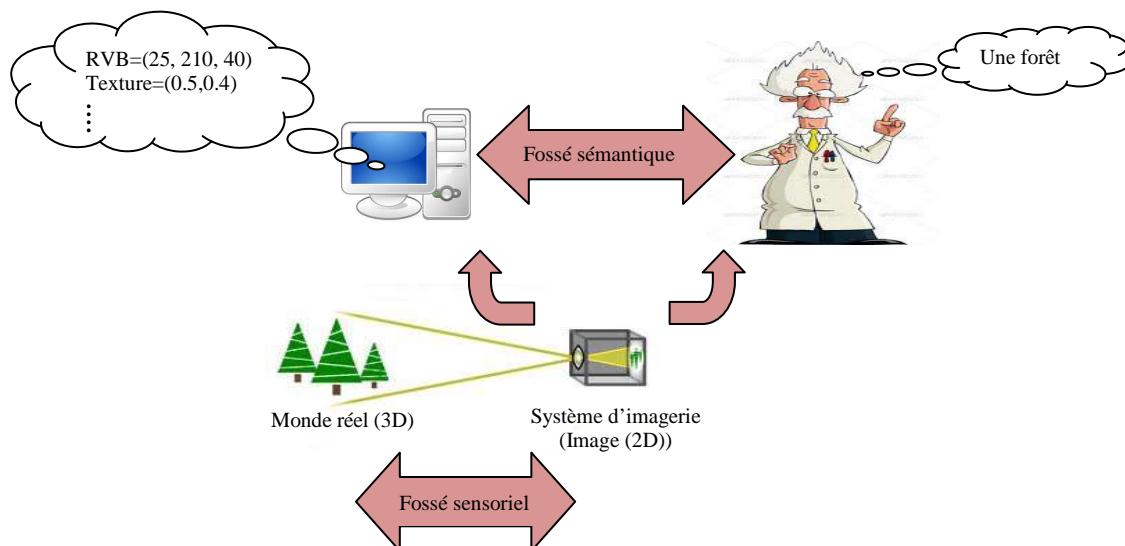 RVB=(25, 210, 40)
Texture=(0.5,0.4)
Une forêt
Fossé sémantique
Monde réel (3D)
Système d’imagerie
(Image (2D))
Fossé sensoriel